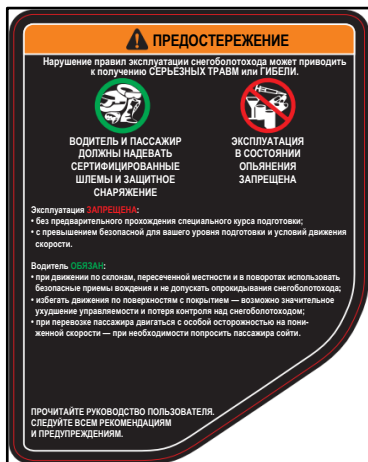 ПРЕДОСТЕРЕЖЕНИЕ
Нарушение правил эксплуатации снегоболотохода может приводить
к получению СЕРЬЕЗНЫХ ТРАВМ или ГИБЕЛИ.
ВОДИТЕЛЬ И ПАССАЖИР
ДОЛЖНЫ НАДЕВАТЬ
СЕРТИФИЦИРОВАННЫЕ
ШЛЕМЫ И ЗАЩИТНОЕ
СНАРЯЖЕНИЕ
ЭКСПЛУАТАЦИЯ
В СОСТОЯНИИ
ОПЬЯНЕНИЯ
ЗАПРЕЩЕНА
Эксплуатация ЗАПРЕЩЕНА:
• без предварительного прохождения специального курса подготовки;
• с превышением безопасной для вашего уровня подготовки и условий движения
скорости.
Водитель ОБЯЗАН:
• при движении по склонам, пересеченной местности и в поворотах использовать
безопасные приемы вождения и не допускать опрокидывания снегоболотохода;
• избегать движения по поверхностям с покрытием — возможно значительное
ухудшение управляемости и потеря контроля над снегоболотоходом;
• при перевозке пассажира двигаться с особой осторожностью на пони-
женной скорости — при необходимости попросить пассажира сойти.
ПРОЧИТАЙТЕ РУКОВОДСТВО ПОЛЬЗОВАТЕЛЯ.
СЛЕДУЙТЕ ВСЕМ РЕКОМЕНДАЦИЯМ
И ПРЕДУПРЕЖДЕНИЯМ.